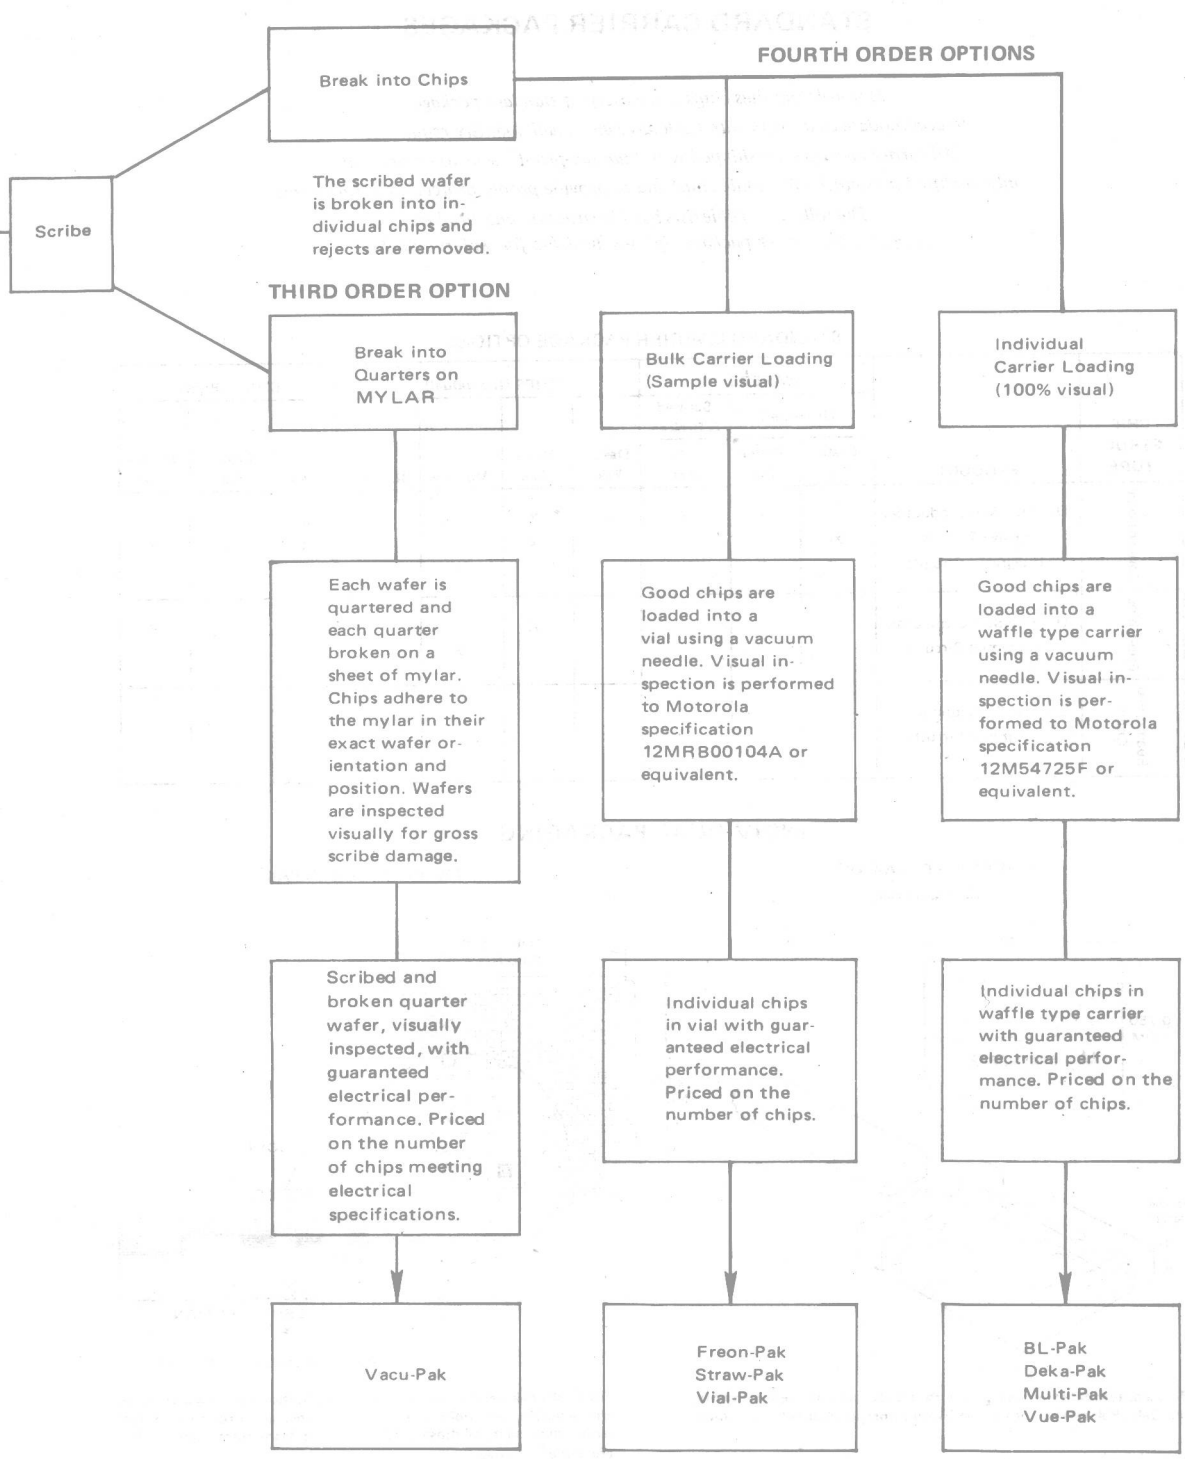 FOURTH ORDER OPTIONS
Break into Chips
The scribed wafer
is broken into in-
dividual chips and
rejects are removed.
Scribe
THIRD ORDER OPTION
Break into
Quarters on
MYLAR
Bulk Carrier Loading
(Sample visual)
Individual
Carrier Loading
(100% visual)
Each wafer is
quartered and
each quarter
broken on a
sheet of mylar.
Chips adhere to
the mylar in their
exact wafer or-
ientation and
position. Wafers
are inspected
visually for gross
scribe damage.
Good chips are
loaded into a
vial using a vacuum
needle. Visual in-
spection is performed
to Motorola
specification
12MRB00104A or
equivalent.
Good chips are
loaded into a
waffle type carrier
using a vacuum
needle. Visual in-
spection is per-
formed to Motorola
specification
12M54725F or
equivalent.
Scribed and
broken quarter
wafer, visually
inspected, with
guaranteed
electrical per-
formance. Priced
on the number
of chips meeting
electrical
specifications.
Individual chips
in vial with guar-
anteed electrical
performance.
Priced on the
number of chips.
Individual chips in
waffle type carrier
with guaranteed
electrical perfor-
mance. Priced on the
number of chips.
Vacu-Pak
Freon-Pak
Straw-Pak
Vial-Pak
BL-Pak
Deka-Pak
Multi-Pak
Vue-Pak